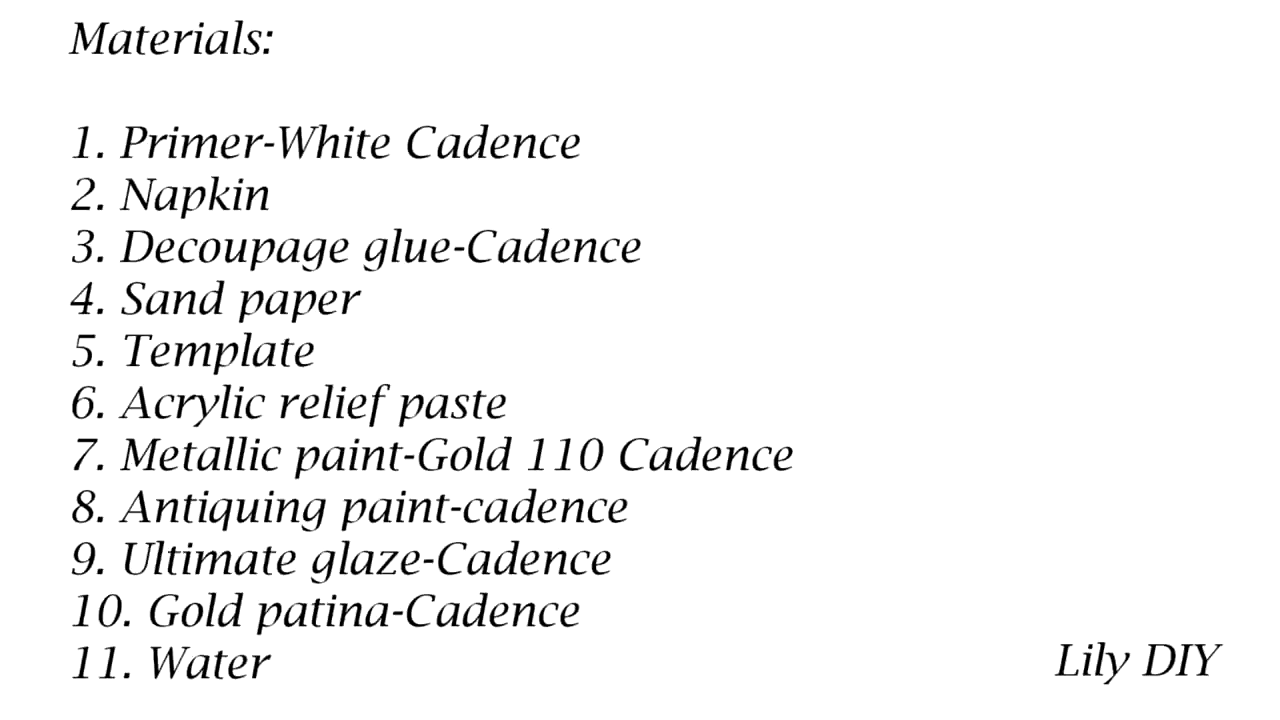 Materials:
1. Primer-White Cadence
2. Napkin
3. Decoupage glue-Cadence
4. Sand paper
5. Template
6. Acrylic relief paste
7. Metallic paint-Gold 110 Cadence
8. Antiquing paint-cadence
9. Ultimate glaze-Cadence
10. Gold patina-Cadence
11. Water
Lily DIY